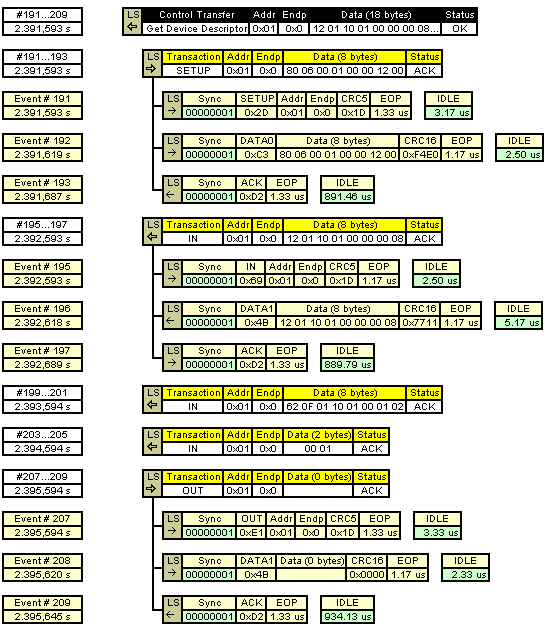 #191...209 LS Control Transfer Addr Endp Data (18 bytes) Status
2.391,593 s Get Device Descriptor 0x01 0x0 12 01 10 01 00 00 00 08... OK
#191...193 LS Transaction Addr Endp Data (8 bytes) Status
2.391,593 s SETUP 0x01 0x0 80 06 00 01 00 00 12 00 ACK
Event # 191 LS Sync SETUP Addr Endp CRC5 EOP IDLE
2.391,593 s 00000001 0x2D 0x01 0x0 0x1D 1.33 us 3.17 us
Event # 192 LS Sync DATA0 Data (8 bytes) CRC16 EOP IDLE
2.391,619 s 00000001 0xC3 80 06 00 01 00 00 12 00 0xF4E0 1.17 us 2.50 us
Event # 193 LS Sync ACK EOP IDLE
2.391,687 s 00000001 0xD2 1.33 us 891.46 us
#195...197 LS Transaction Addr Endp Data (8 bytes) Status
2.392,593 s IN 0x01 0x0 12 01 10 01 00 00 00 08 ACK
Event # 195 LS Sync IN Addr Endp CRC5 EOP IDLE
2.392,593 s 00000001 0x69 0x01 0x0 0x1D 1.17 us 2.50 us
Event # 196 LS Sync DATA1 Data (8 bytes) CRC16 EOP IDLE
2.392,618 s 00000001 0x4B 12 01 10 01 00 00 00 08 0x7711 1.17 us 5.17 us
Event # 197 LS Sync ACK EOP IDLE
2.392,689 s 00000001 0xD2 1.33 us 889.79 us
#199...201 LS Transaction Addr Endp Data (8 bytes) Status
2.393,594 s IN 0x01 0x0 62 0F 01 10 01 00 01 02 ACK
#203...205 LS Transaction Addr Endp Data (2 bytes) Status
2.394,594 s IN 0x01 0x0 00 01 ACK
#207...209 LS Transaction Addr Endp Data (0 bytes) Status
2.395,594 s OUT 0x01 0x0 ACK
Event # 207 LS Sync OUT Addr Endp CRC5 EOP IDLE
2.395,594 s 00000001 0xE1 0x01 0x0 0x1D 1.33 us 3.33 us
Event # 208 LS Sync DATA1 Data (0 bytes) CRC16 EOP IDLE
2.395,620 s 00000001 0x4B 0x0000 1.17 us 2.33 us
Event # 209 LS Sync ACK EOP IDLE
2.395,645 s 00000001 0xD2 1.33 us 934.13 us